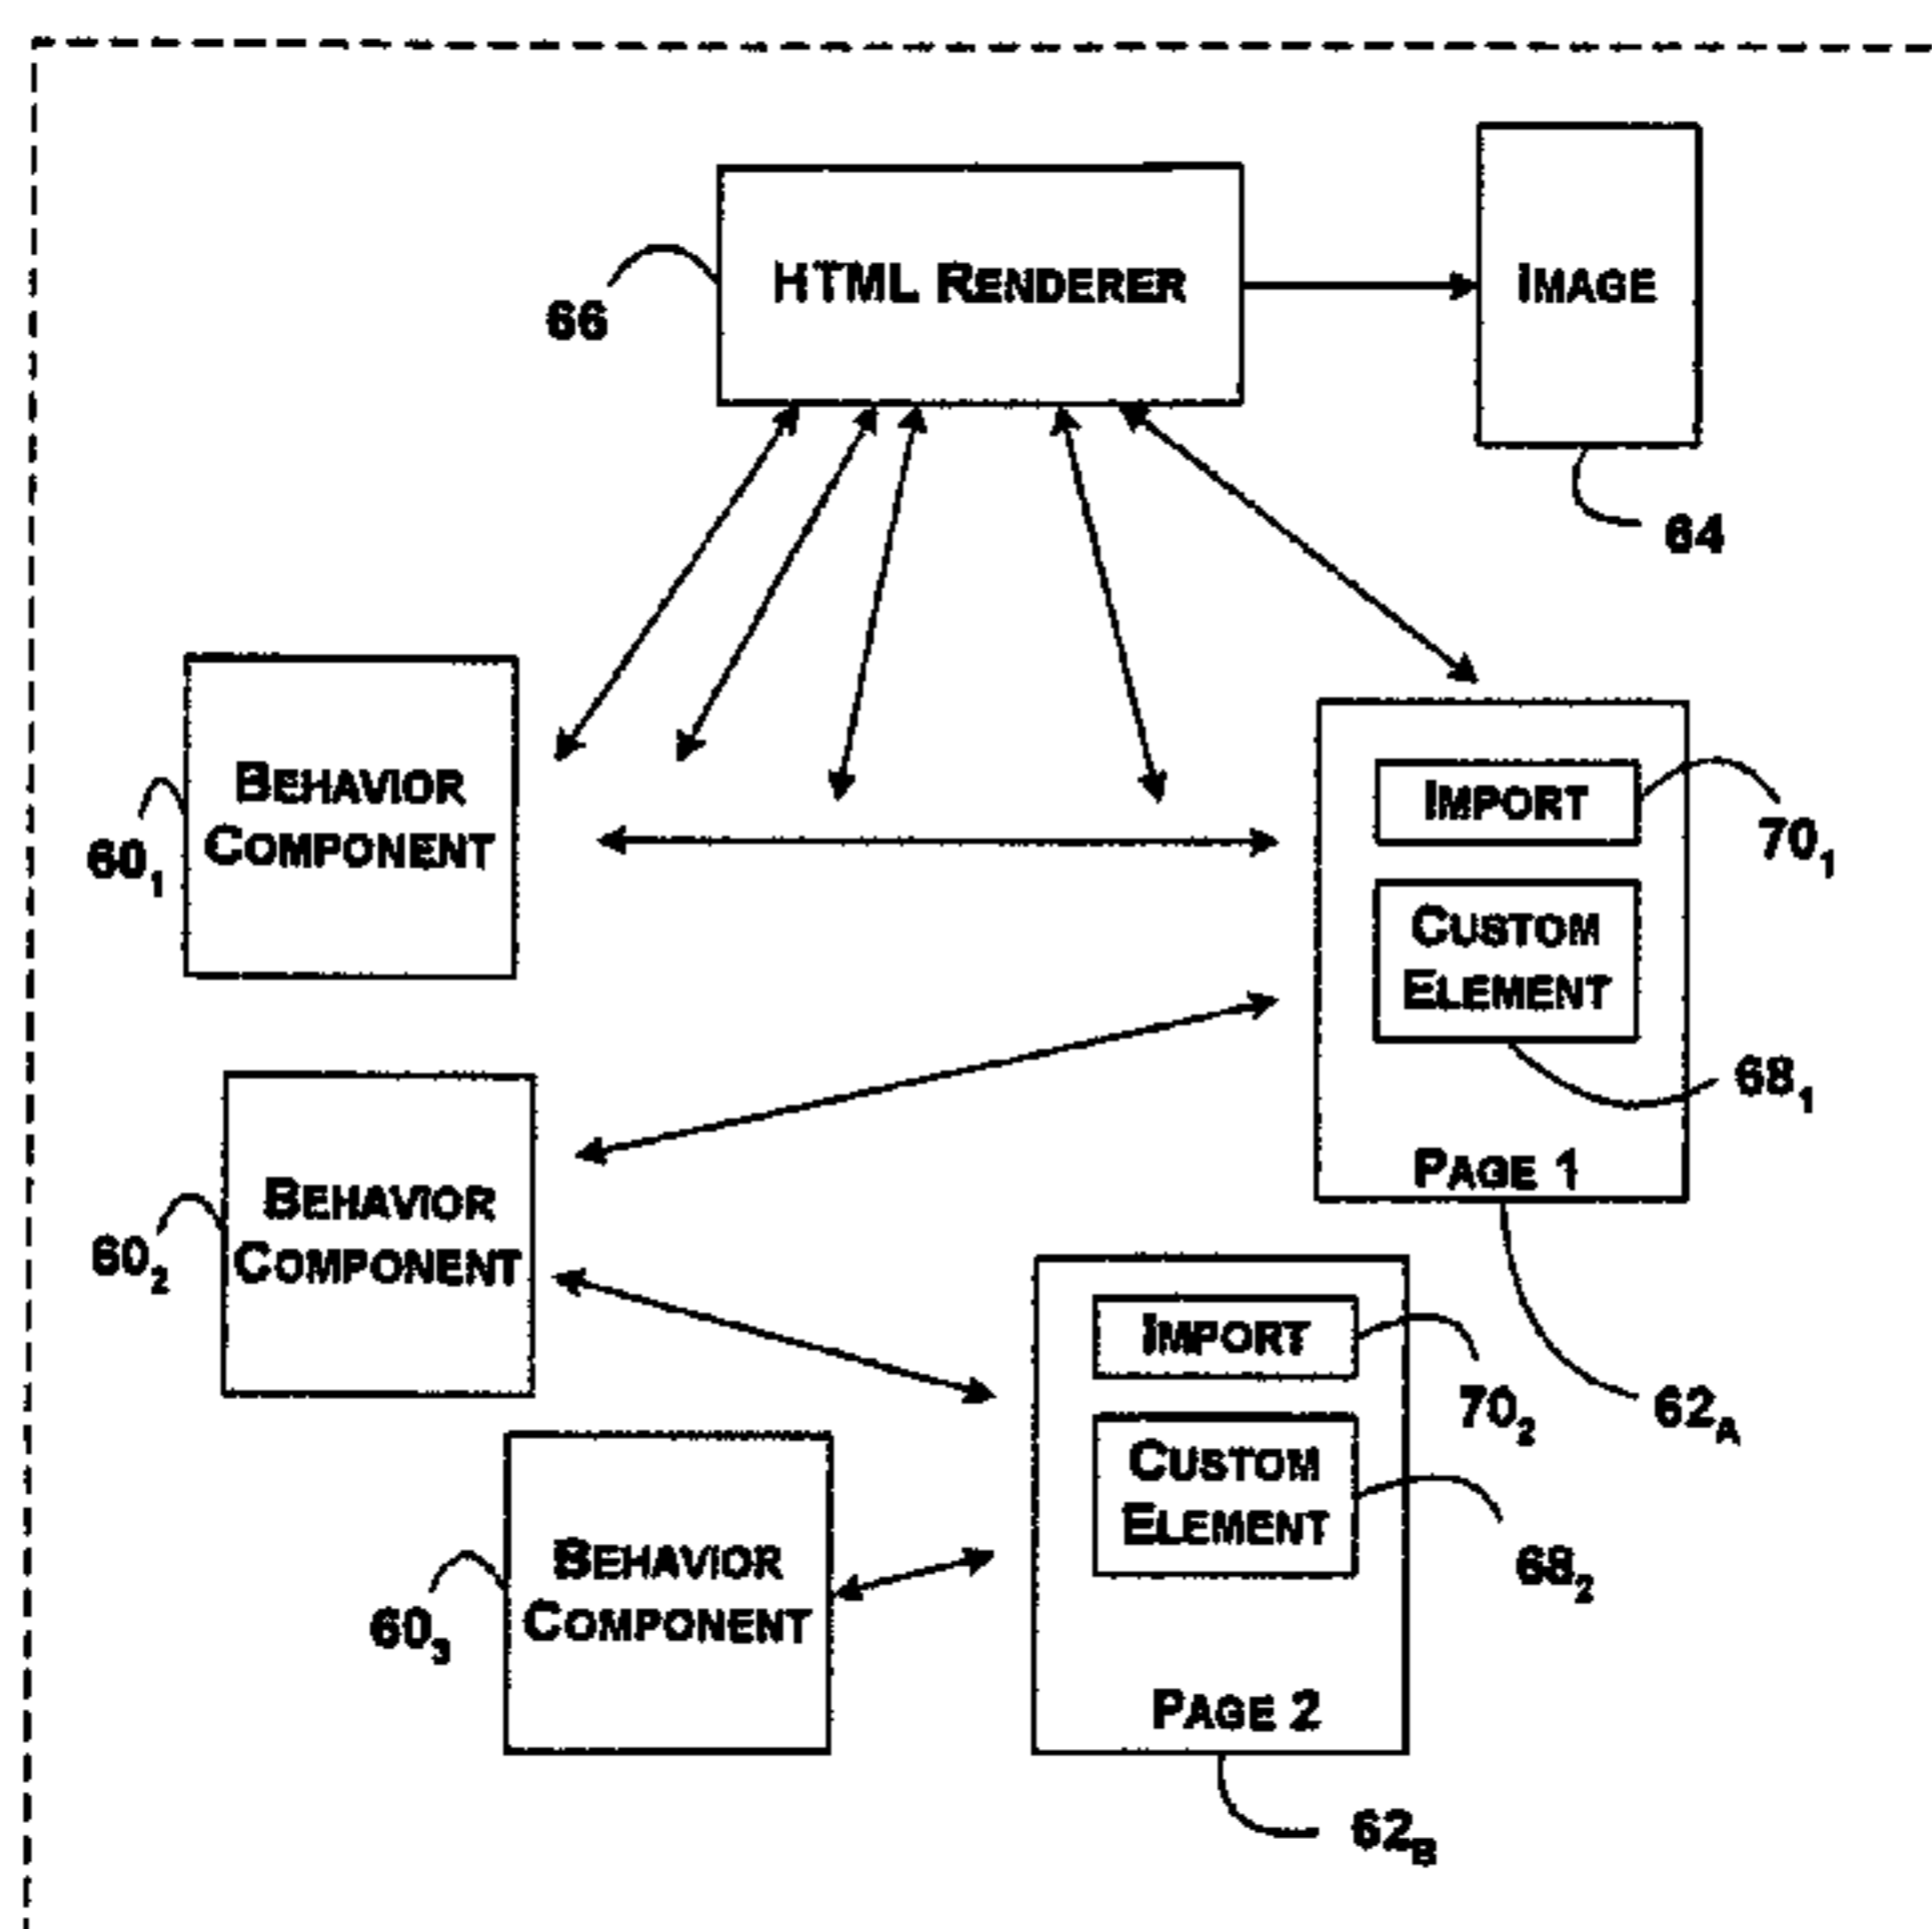 HTML RENDERER
IMAGE
66
64
BEHAVIOR
COMPONENT
60₁
IMPORT
70₁
CUSTOM
ELEMENT
68₁
PAGE 1
BEHAVIOR
COMPONENT
60₂
IMPORT
70₂
62A
CUSTOM
ELEMENT
68₂
BEHAVIOR
COMPONENT
60₃
PAGE 2
62B